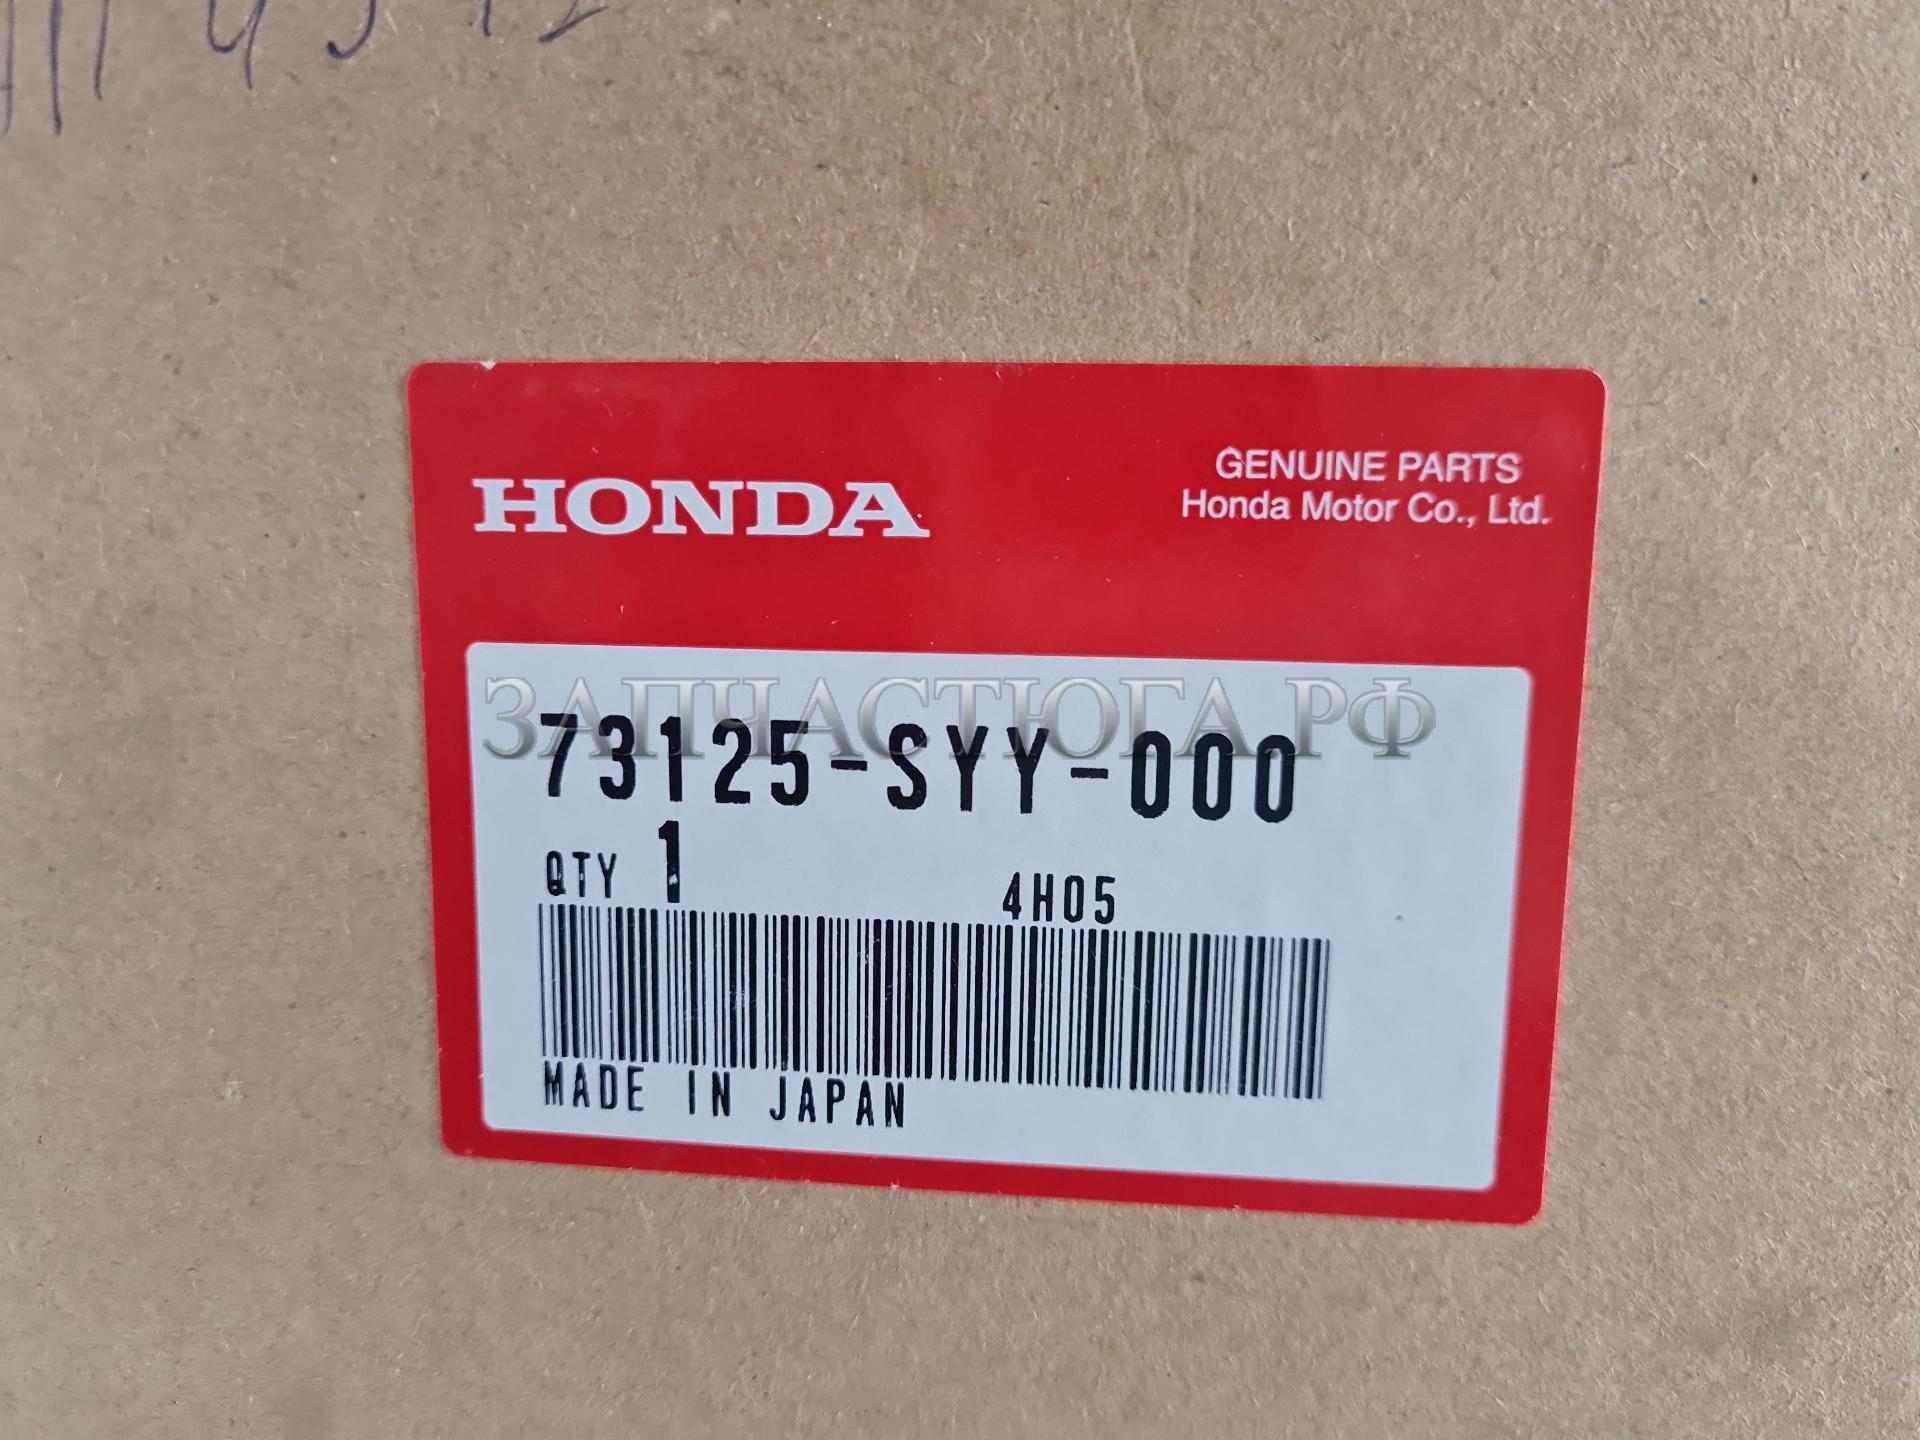 HONDA
GENUINE PARTS
Honda Motor Co., Ltd.
ЗАПЧАСТЮГА.РФ
73125-SYY-000
QTY 1 4H05
MADE IN JAPAN